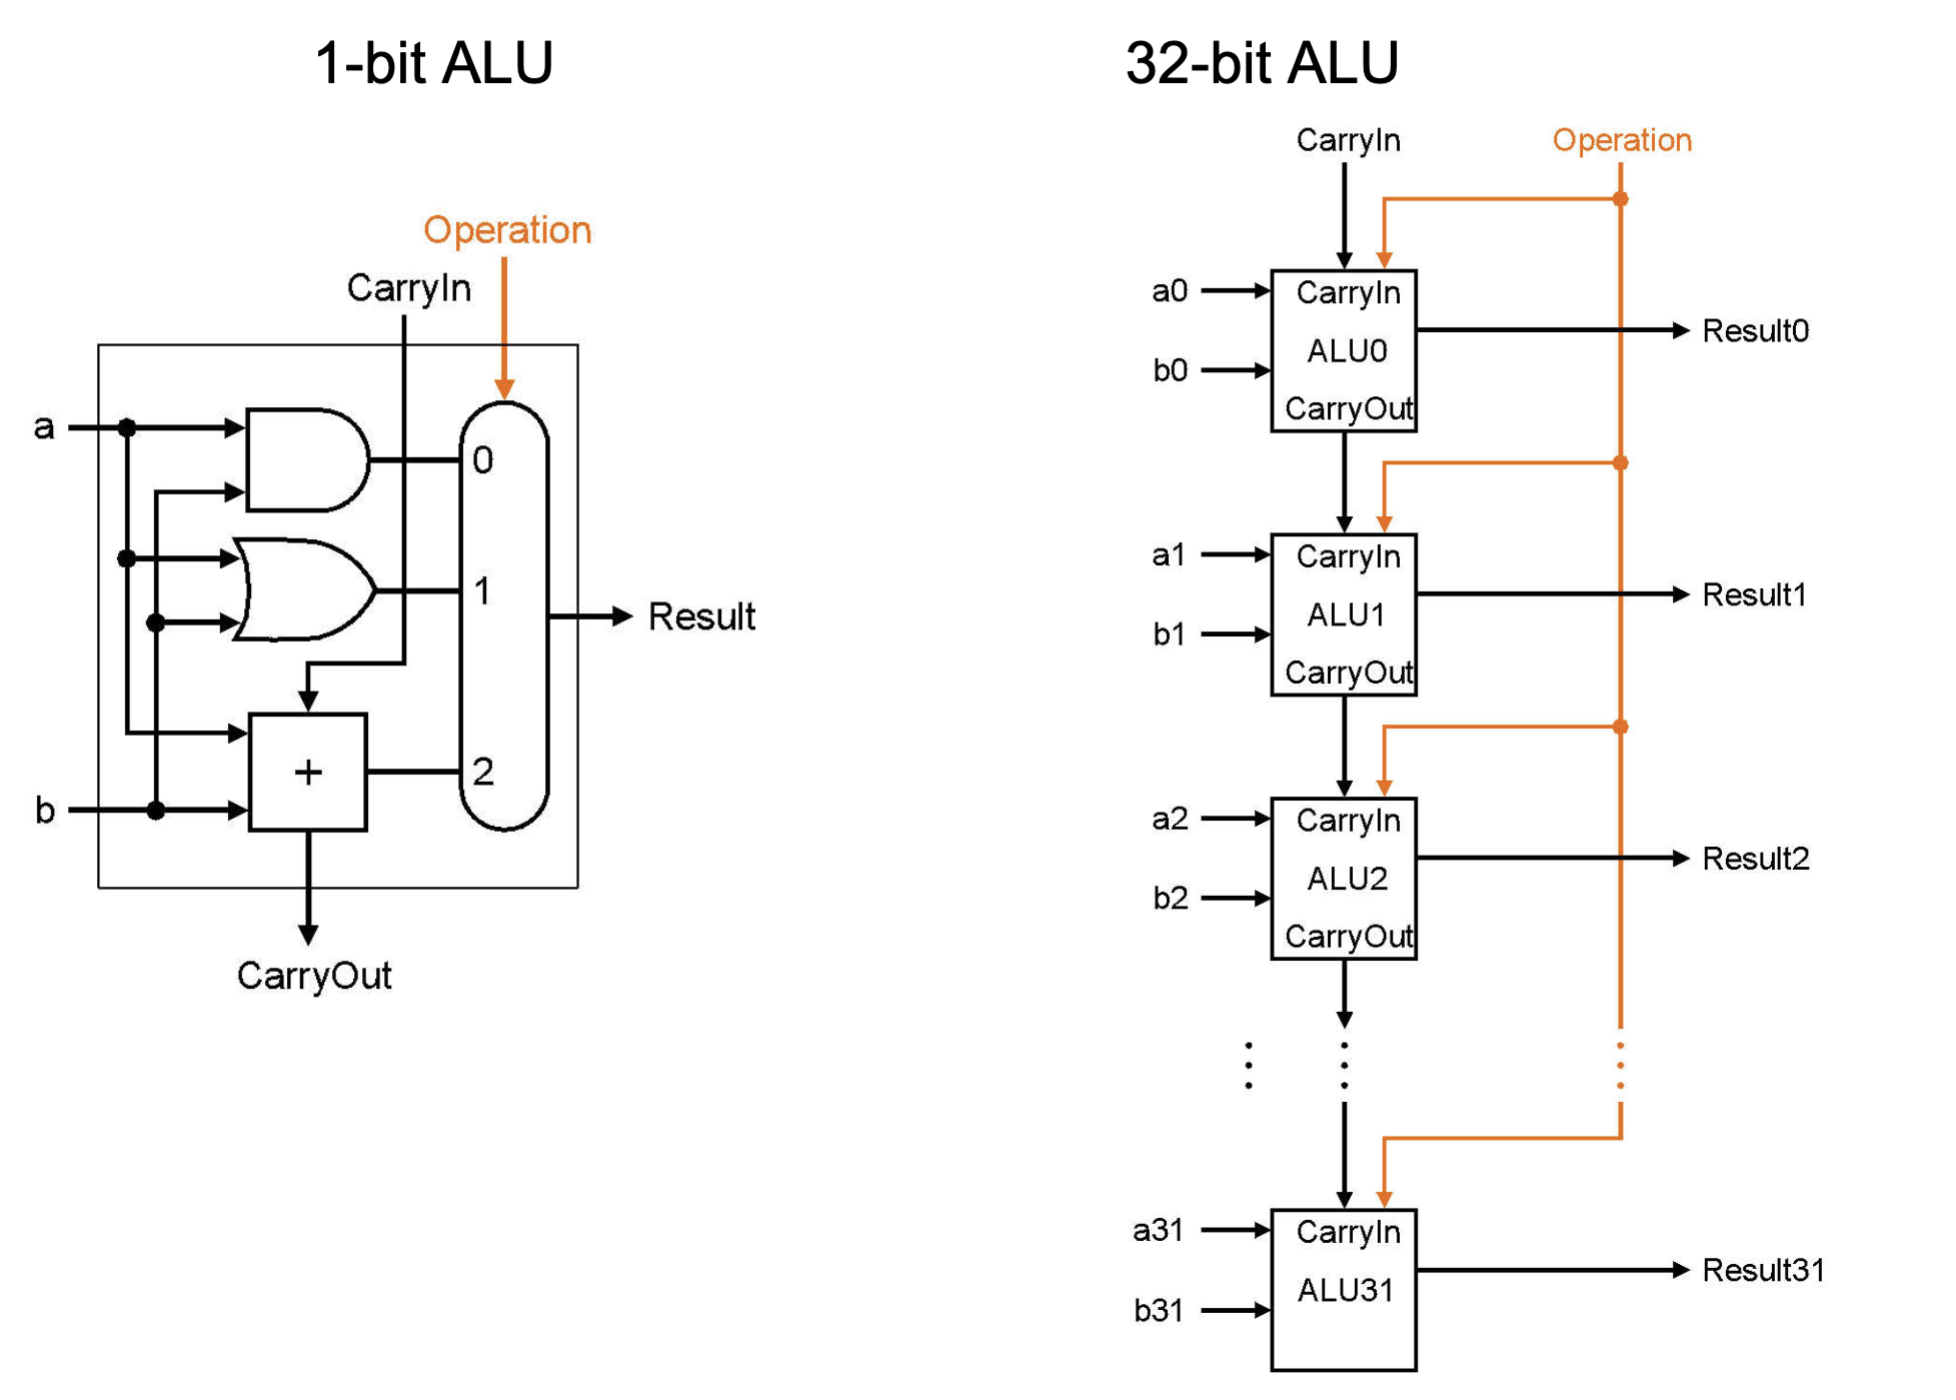 1-bit ALU
Operation
CarryIn
a
0
1
Result
+
2
b
CarryOut
32-bit ALU
CarryIn
Operation
a0
CarryIn
ALU0
Result0
b0
CarryOut
a1
CarryIn
ALU1
Result1
b1
CarryOut
a2
CarryIn
ALU2
Result2
b2
CarryOut
a31
CarryIn
ALU31
Result31
b31